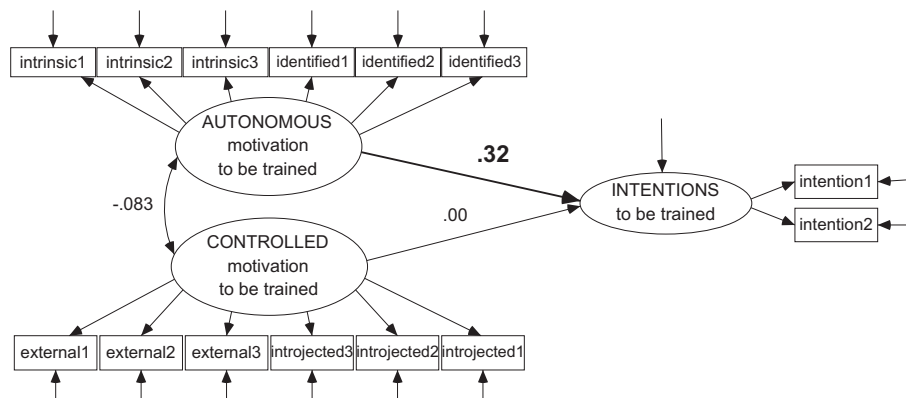 intrinsic1 intrinsic2 intrinsic3 identified1 identified2 identified3
AUTONOMOUS
motivation
to be trained
.32
INTENTIONS
to be trained
intention1
intention2
-.083
.00
CONTROLLED
motivation
to be trained
external1 external2 external3 introjected3 introjected2 introjected1